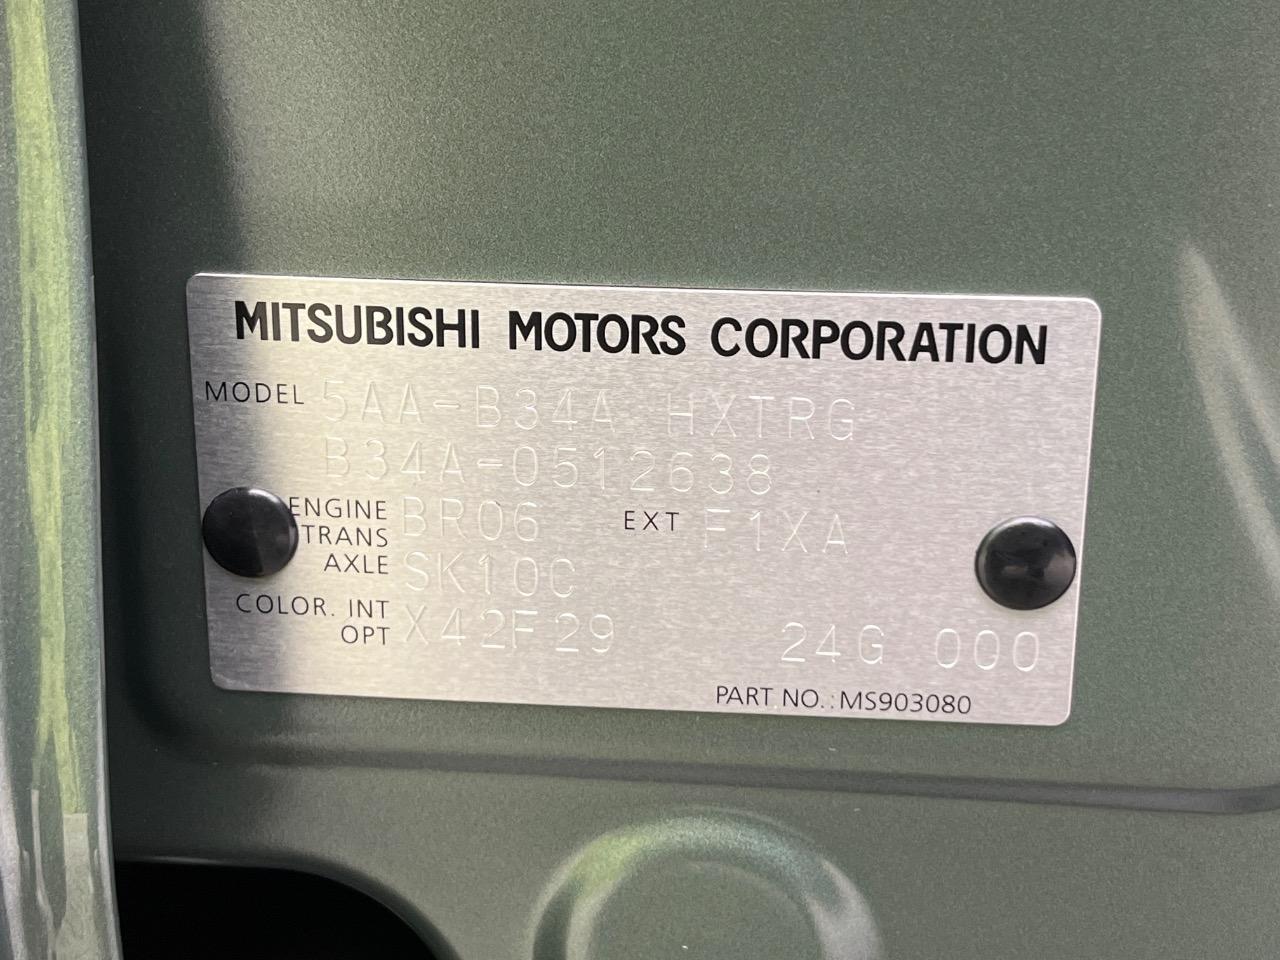 MITSUBISHI MOTORS CORPORATION
MODEL 5AA-B34A HXTRG
B34A-0512638
ENGINE BR06 EXT F1XA
TRANS
AXLE SK10C
COLOR. INT
OPT X42F29 24G 000
PART NO.:MS903080